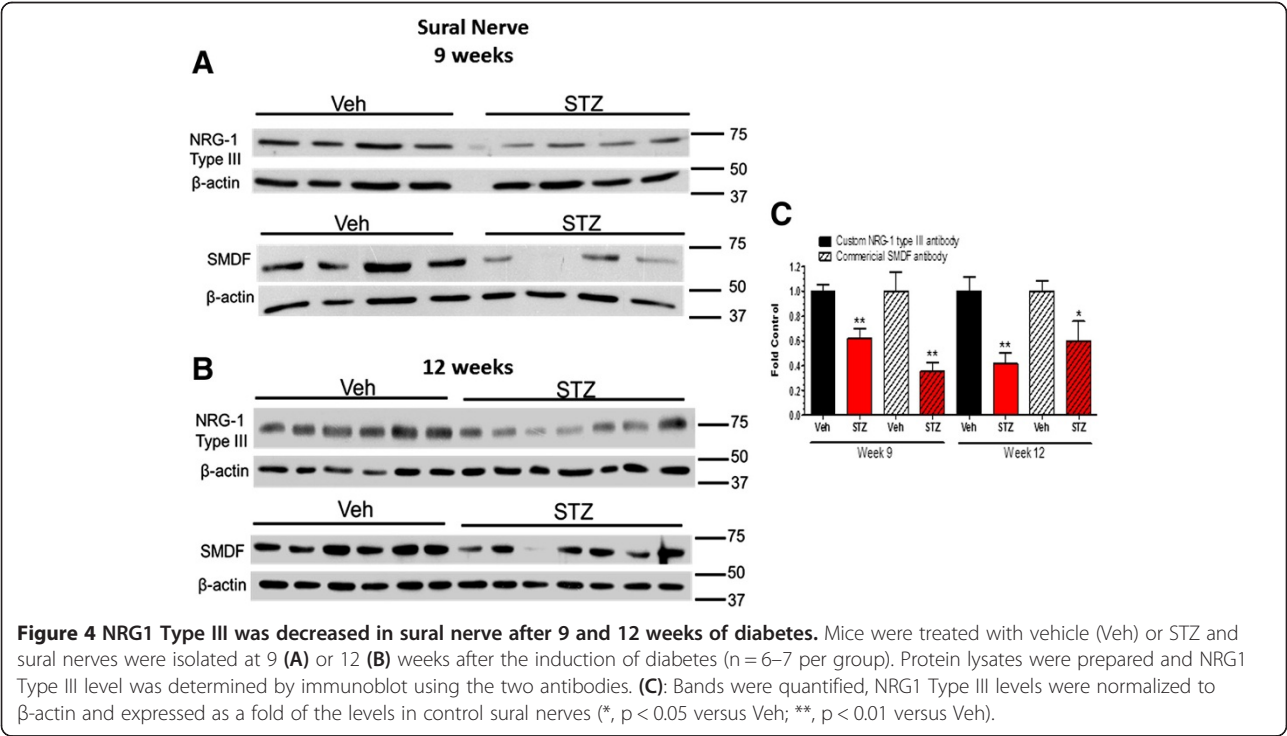 Sural Nerve
9 weeks
A
Veh
STZ
NRG-1
Type III
β-actin
75
50
37
Veh
STZ
SMDF
β-actin
75
50
37
B
12 weeks
Veh
STZ
NRG-1
Type III
β-actin
75
50
37
Veh
STZ
SMDF
β-actin
75
50
37
C
Custom NRG-1 type III antibody
Commericial SMDF antibody
Fold Control
1.2
1.0
0.8
0.6
0.4
0.2
0.0
**
**
**
*
Veh STZ Veh STZ Veh STZ Veh STZ
Week 9 Week 12
Figure 4 NRG1 Type III was decreased in sural nerve after 9 and 12 weeks of diabetes. Mice were treated with vehicle (Veh) or STZ and
sural nerves were isolated at 9 (A) or 12 (B) weeks after the induction of diabetes (n = 6–7 per group). Protein lysates were prepared and NRG1
Type III level was determined by immunoblot using the two antibodies. (C): Bands were quantified, NRG1 Type III levels were normalized to
β-actin and expressed as a fold of the levels in control sural nerves (*, p < 0.05 versus Veh; **, p < 0.01 versus Veh).